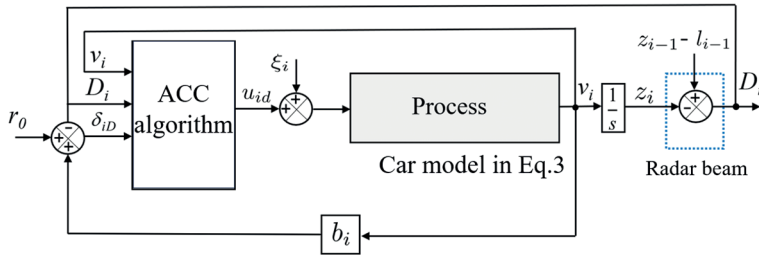 z_{i-1} - l_{i-1}
v_i
ξ_i
D_i
ACC algorithm
u_{id}
Process
v_i
1/s
z_i
D_i
r_0
δ_{iD}
+ + -
+ +
+ -
Car model in Eq.3
Radar beam
b_i